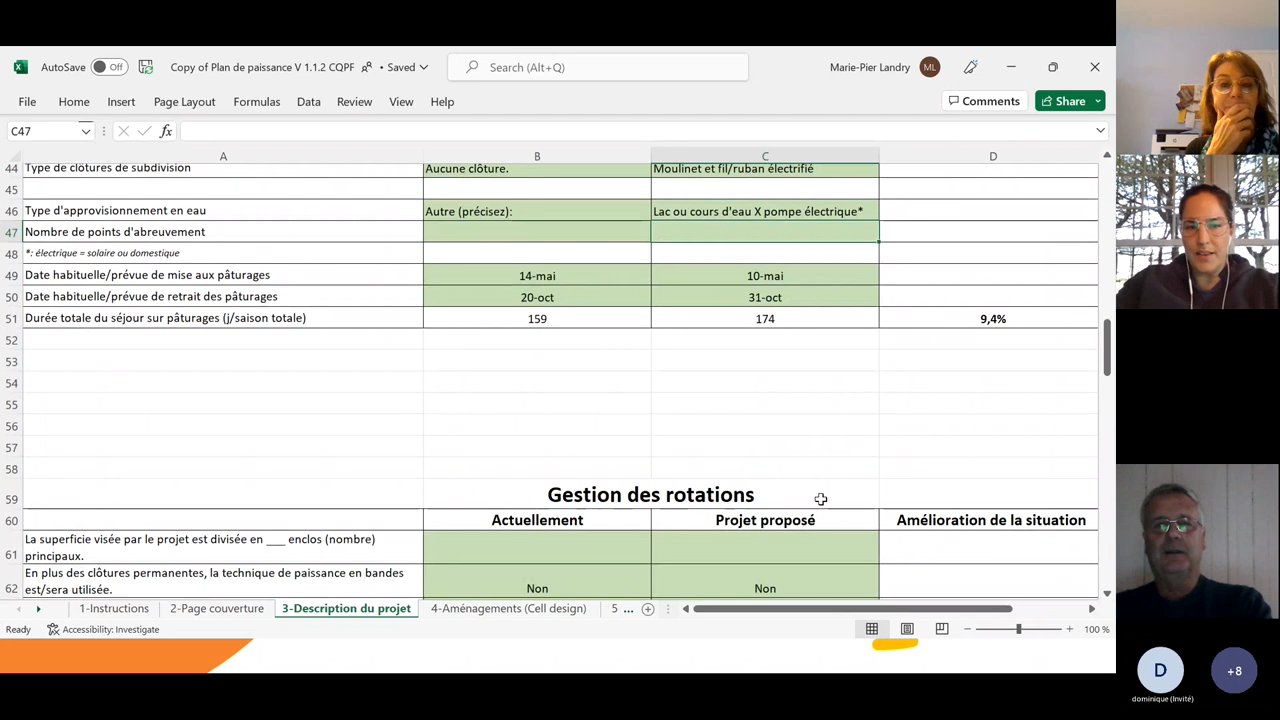 AutoSave Off Copy of Plan de paissance V 1.1.2 CQPF • Saved Search (Alt+Q) Marie-Pier Landry ML
File Home Insert Page Layout Formulas Data Review View Help Comments Share
C47 fx
A B C D
44 Type de clôtures de subdivision Aucune clôture. Moulinet et fil/ruban électrifié
45
46 Type d'approvisionnement en eau Autre (précisez): Lac ou cours d'eau X pompe électrique*
47 Nombre de points d'abreuvement
48 *: électrique = solaire ou domestique
49 Date habituelle/prévue de mise aux pâturages 14-mai 10-mai
50 Date habituelle/prévue de retrait des pâturages 20-oct 31-oct
51 Durée totale du séjour sur pâturages (j/saison totale) 159 174 9,4%
52
53
54
55
56
57
58
59 Gestion des rotations
60 Actuellement Projet proposé Amélioration de la situation
La superficie visée par le projet est divisée en ___ enclos (nombre)
61 principaux.
En plus des clôtures permanentes, la technique de paissance en bandes
62 est/sera utilisée. Non Non
1-Instructions 2-Page couverture 3-Description du projet 4-Aménagements (Cell design) 5 ...
Ready Accessibility: Investigate 100 %
D +8
dominique (Invité)